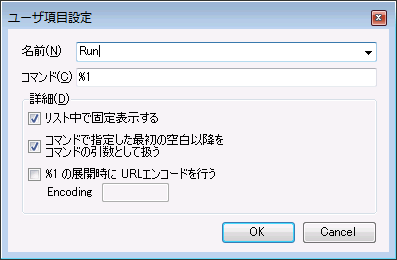 ユーザ項目設定
名前(N) Run
コマンド(C) %1
詳細(D)
リスト中で固定表示する
コマンドで指定した最初の空白以降を
コマンドの引数として扱う
%1 の展開時に URLエンコードを行う
Encoding
OK Cancel